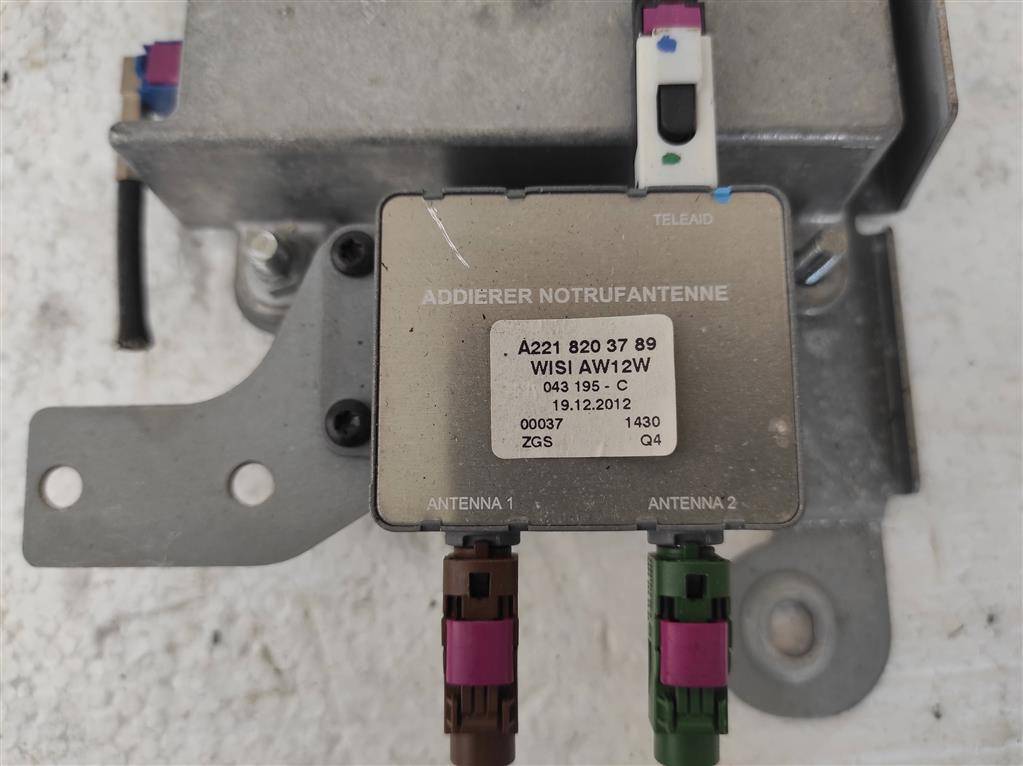 TELEAID
ADDIERER NOTRUFANTENNE
A221 820 37 89
WISI AW12W
043 195 - C
19.12.2012
00037 1430
ZGS Q4
ANTENNA 1 ANTENNA 2